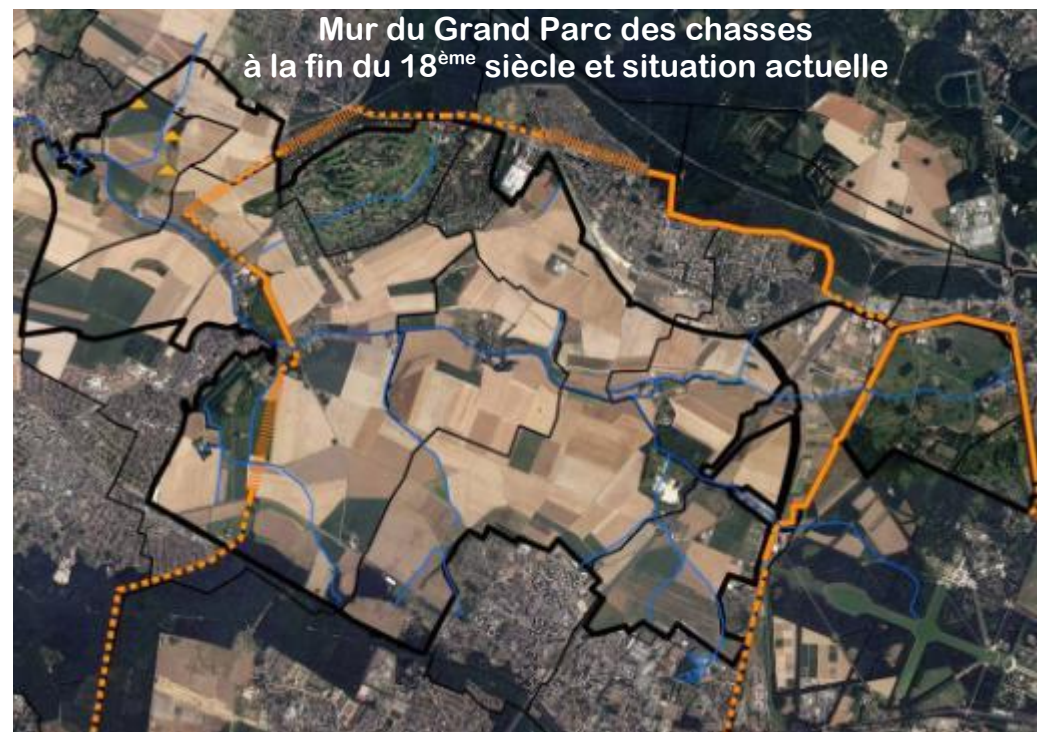 Mur du Grand Parc des chasses
à la fin du 18ème siècle et situation actuelle